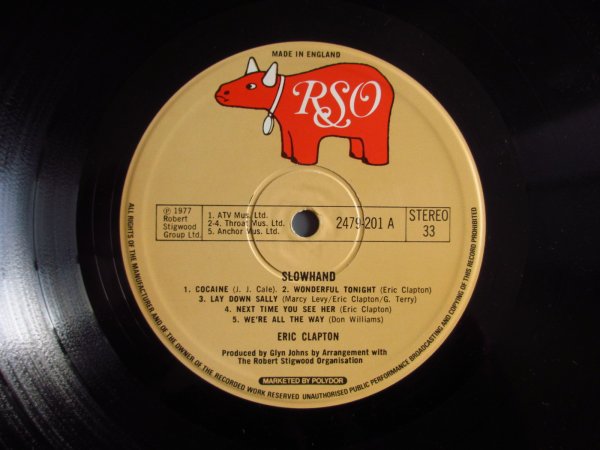 MADE IN ENGLAND
RSO
℗ 1977
Robert
Stigwood
Group Ltd.
1. ATV Mus. Ltd.
2-4. Throat Mus. Ltd.
5. Anchor Mus. Ltd.
2479-201 A
STEREO
33
SLOWHAND
1. COCAINE (J. J. Cale). 2. WONDERFUL TONIGHT (Eric Clapton)
3. LAY DOWN SALLY (Marcy Levy/Eric Clapton/G. Terry)
4. NEXT TIME YOU SEE HER (Eric Clapton)
5. WE'RE ALL THE WAY (Don Williams)
ERIC CLAPTON
Produced by Glyn Johns by Arrangement with
The Robert Stigwood Organisation
MARKETED BY POLYDOR
ALL RIGHTS OF THE MANUFACTURER AND OF THE OWNER OF THE RECORDED WORK RESERVED UNAUTHORISED PUBLIC PERFORMANCE BROADCASTING AND COPYING OF THIS RECORD PROHIBITED